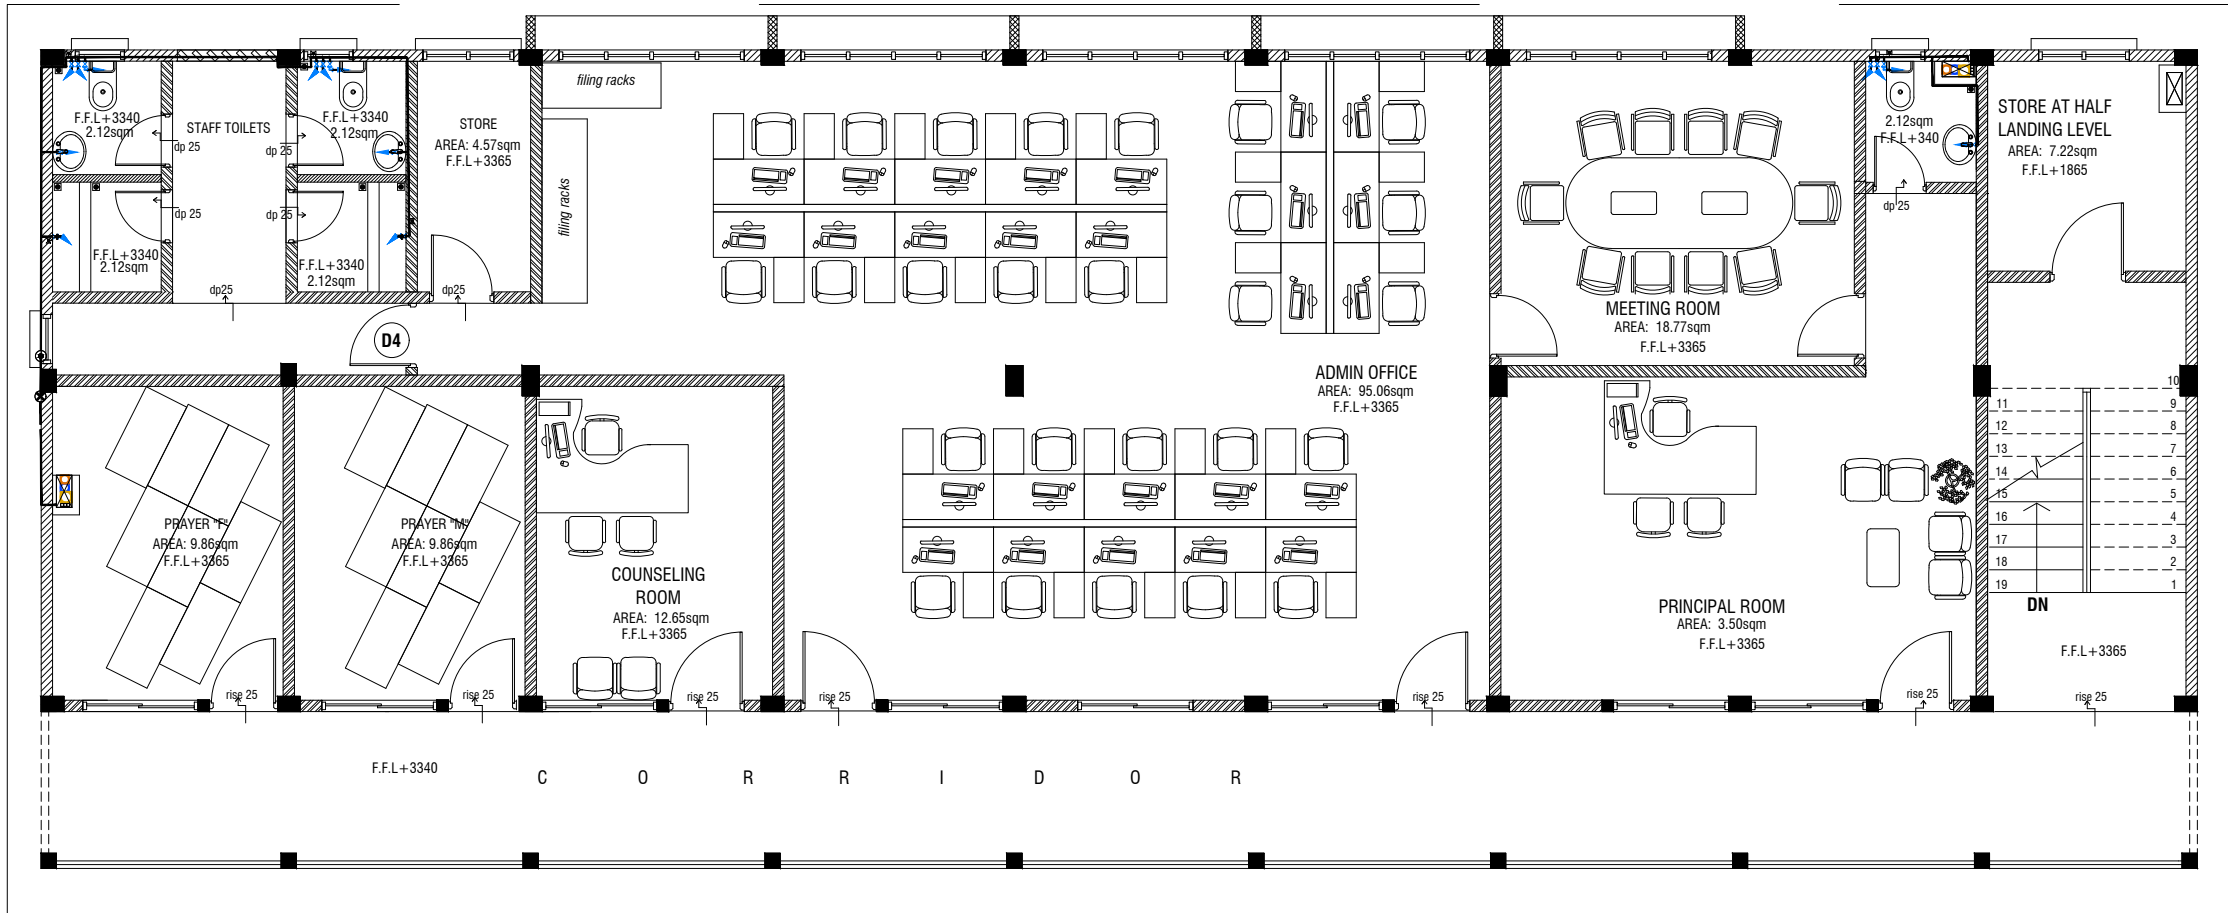 filing racks
filing racks
F.F.L+3340
2.12sqm
dp 25
STAFF TOILETS
F.F.L+3340
2.12sqm
dp 25
dp 25
dp 25
F.F.L+3340
2.12sqm
F.F.L+3340
2.12sqm
dp25
STORE
AREA: 4.57sqm
F.F.L+3365
dp25
D4
2.12sqm
F.F.L+340
dp 25
STORE AT HALF
LANDING LEVEL
AREA: 7.22sqm
F.F.L+1865
MEETING ROOM
AREA: 18.77sqm
F.F.L+3365
ADMIN OFFICE
AREA: 95.06sqm
F.F.L+3365
10
11 9
12 8
13 7
14 6
15 5
16 4
17 3
18 2
19 1
DN
F.F.L+3365
PRAYER "F"
AREA: 9.86sqm
F.F.L+3365
PRAYER "M"
AREA: 9.86sqm
F.F.L+3365
COUNSELING
ROOM
AREA: 12.65sqm
F.F.L+3365
PRINCIPAL ROOM
AREA: 3.50sqm
F.F.L+3365
rise 25
rise 25
rise 25
rise 25
rise 25
rise 25
rise 25
F.F.L+3340
C O R R I D O R